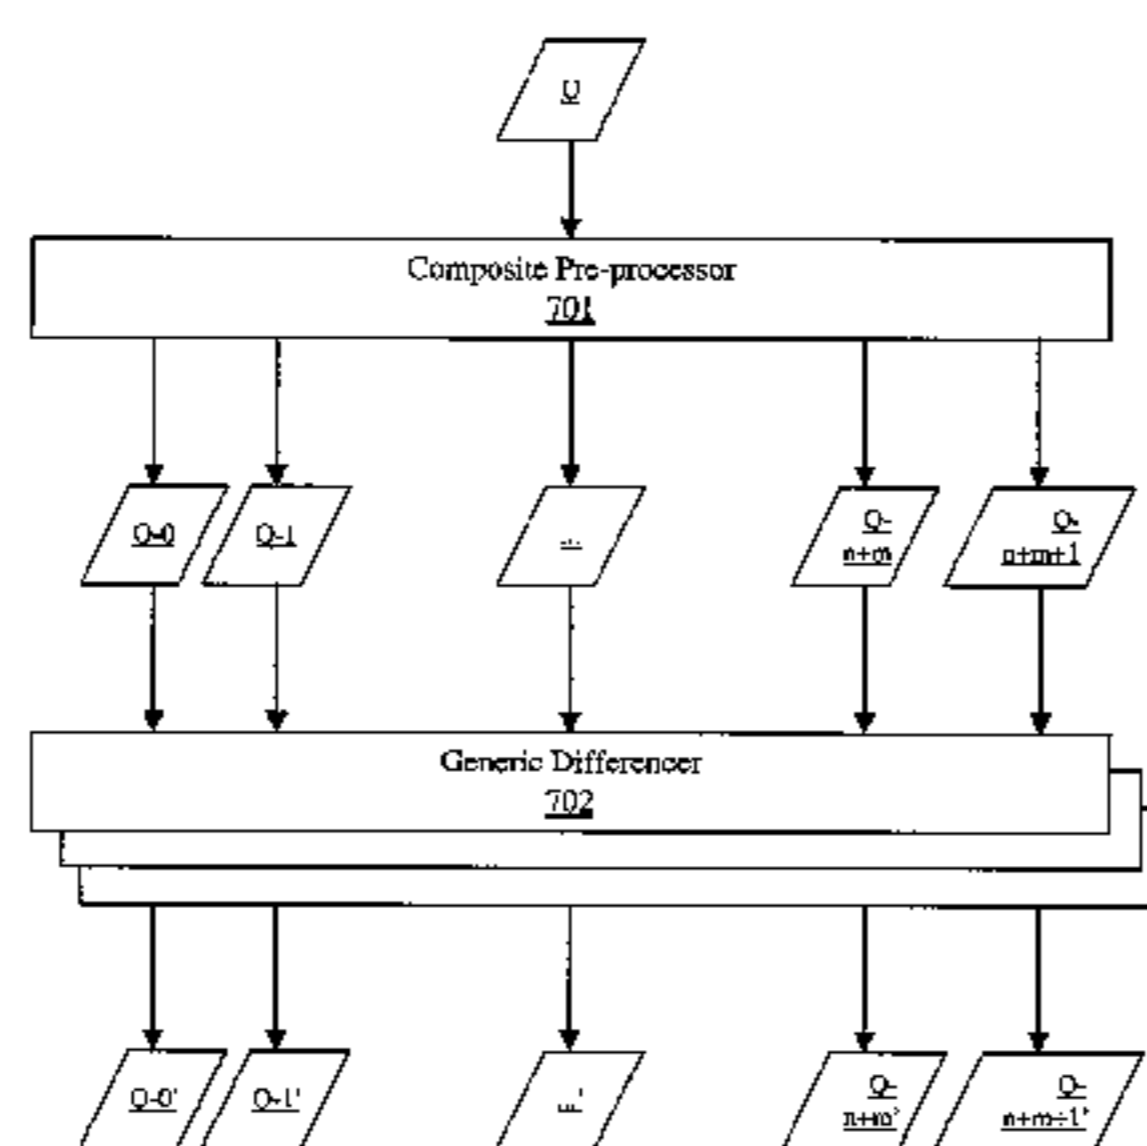 Q
Composite Pre-processor
701
Q-0
Q-1
...
Q-
n+m
Q-
n+m+1
Generic Differencer
702
Q-0'
Q-1'
...'
Q-
n+m'
Q-
n+m+1'